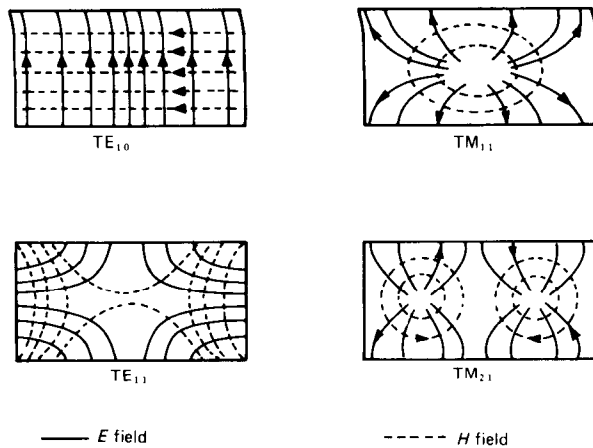 TE₁₀
TM₁₁
TE₁₁
TM₂₁
E field
H field